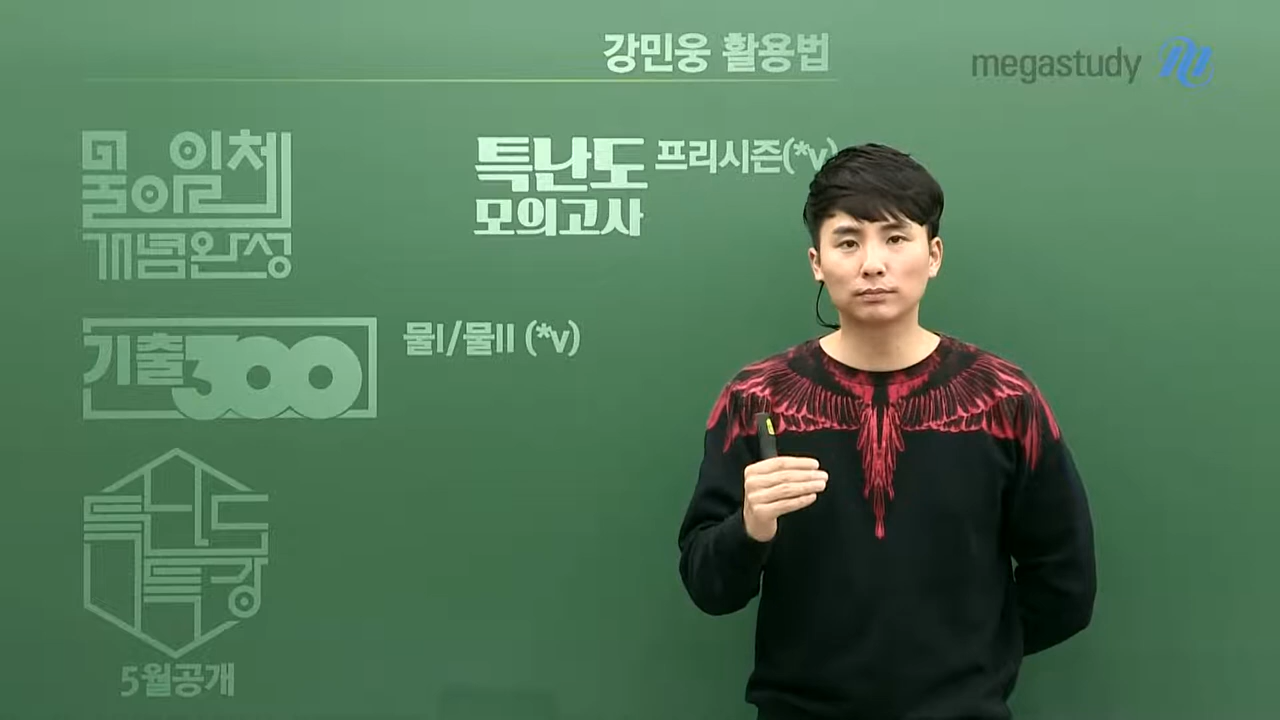 강민웅 활용법
megastudy
물아일체
개념완성
특난도 프리시즌(*v)
모의고사
기출300 물I/물II (*v)
특난도
특강
5월공개